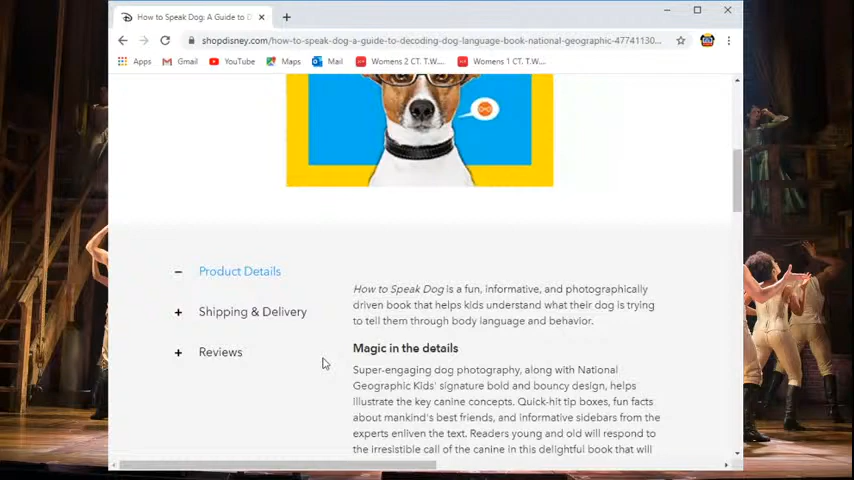 How to Speak Dog: A Guide to D
shopdisney.com/how-to-speak-dog-a-guide-to-decoding-dog-language-book-national-geographic-47741130...
Apps Gmail YouTube Maps Mail Womens 2 CT. T.W.... Womens 1 CT. T.W....
Product Details
Shipping & Delivery
Reviews
How to Speak Dog is a fun, informative, and photographically
driven book that helps kids understand what their dog is trying
to tell them through body language and behavior.
Magic in the details
Super-engaging dog photography, along with National
Geographic Kids' signature bold and bouncy design, helps
illustrate the key canine concepts. Quick-hit tip boxes, fun facts
about mankind's best friends, and informative sidebars from the
experts enliven the text. Readers young and old will respond to
the irresistible call of the canine in this delightful book that will